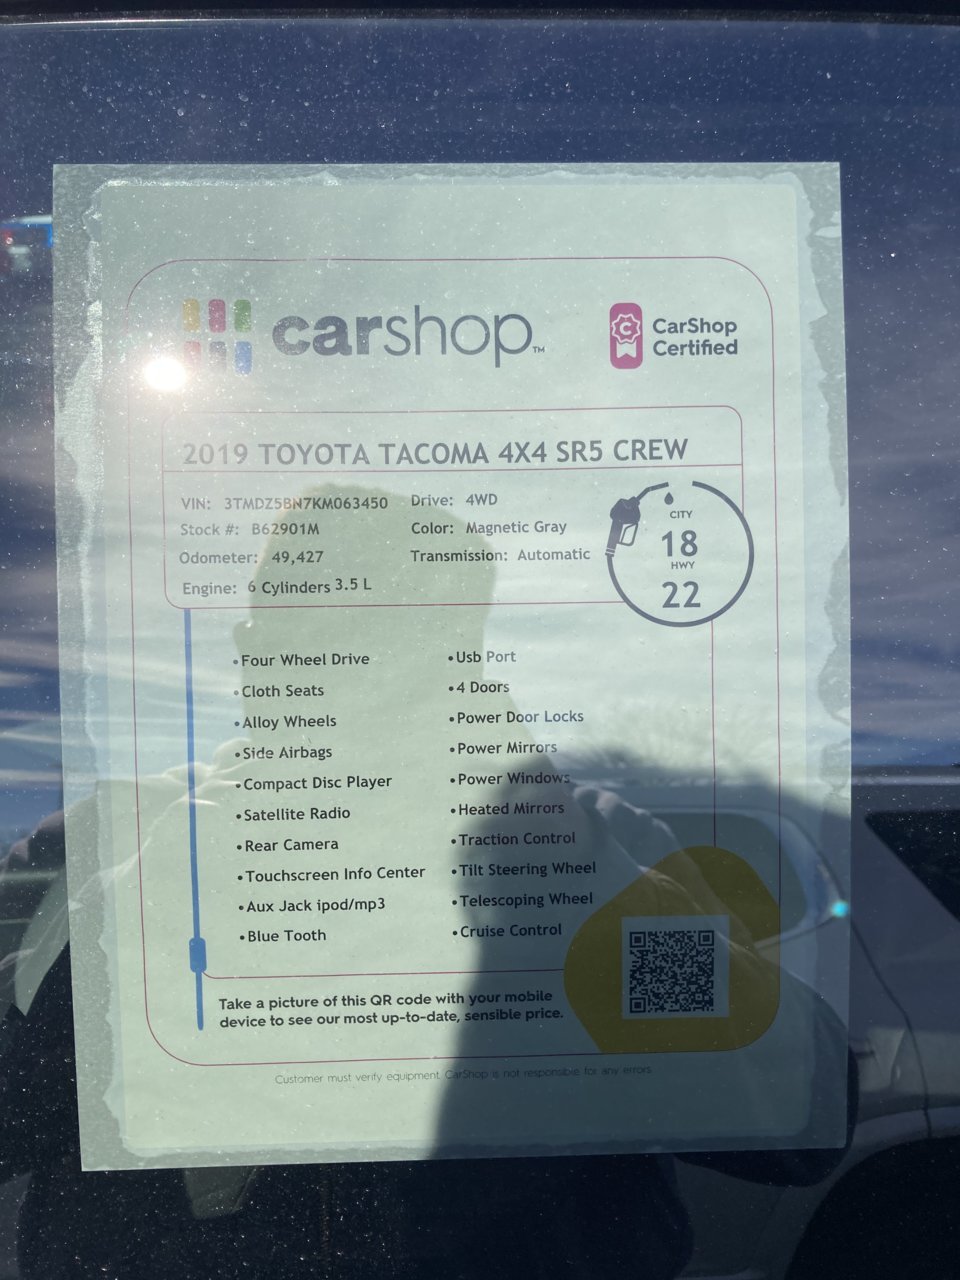 carshop™
CarShop
Certified
2019 TOYOTA TACOMA 4X4 SR5 CREW
VIN: 3TMDZ5BN7KM063450
Drive: 4WD
Stock #: B62901M
Color: Magnetic Gray
Odometer: 49,427
Transmission: Automatic
Engine: 6 Cylinders 3.5 L
CITY
18
HWY
22
•Four Wheel Drive
•Cloth Seats
•Alloy Wheels
•Side Airbags
•Compact Disc Player
•Satellite Radio
•Rear Camera
•Touchscreen Info Center
•Aux Jack ipod/mp3
•Blue Tooth
•Usb Port
•4 Doors
•Power Door Locks
•Power Mirrors
•Power Windows
•Heated Mirrors
•Traction Control
•Tilt Steering Wheel
•Telescoping Wheel
•Cruise Control
Take a picture of this QR code with your mobile
device to see our most up-to-date, sensible price.
Customer must verify equipment CarShop is not responsible for any errors